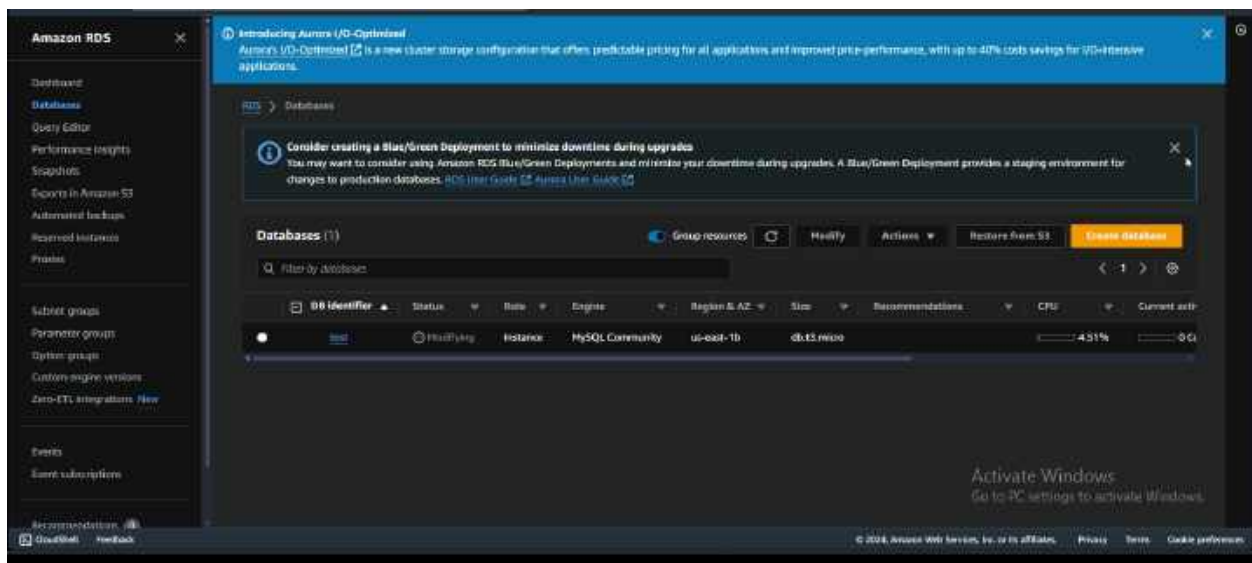 Amazon RDS
Dashboard
Databases
Query Editor
Performance insights
Snapshots
Exports in Amazon S3
Automated backups
Reserved instances
Proxies
Subnet groups
Parameter groups
Option groups
Custom engine versions
Zero-ETL integrations New
Events
Event subscriptions
Recommendations
Introducing Aurora I/O-Optimized
Aurora's I/O-Optimized is a new cluster storage configuration that offers predictable pricing for all applications and improved price-performance, with up to 40% costs savings for I/O-intensive
applications.
RDS > Databases
Consider creating a Blue/Green Deployment to minimize downtime during upgrades
You may want to consider using Amazon RDS Blue/Green Deployments and minimize your downtime during upgrades. A Blue/Green Deployment provides a staging environment for
changes to production databases. RDS User Guide Aurora User Guide
Databases (1)
Group resources Modify Actions Restore from S3 Create database
Filter by databases
< 1 >
DB identifier Status Role Engine Region & AZ Size Recommendations CPU Current acti
test Modifying Instance MySQL Community us-east-1b db.t3.micro 4.51% 0 Co
Activate Windows
Go to PC settings to activate Windows.
CloudShell Feedback © 2024, Amazon Web Services, Inc. or its affiliates. Privacy Terms Cookie preferences